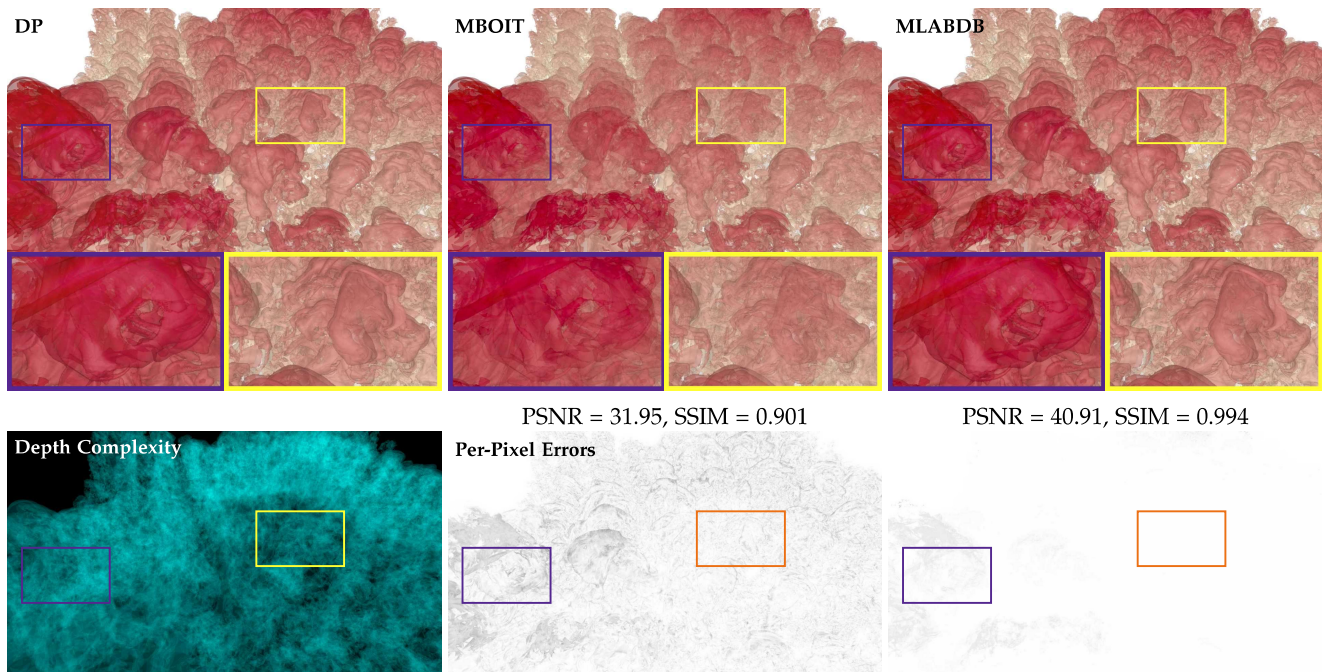 DP
MBOIT
MLABDB
PSNR = 31.95, SSIM = 0.901
PSNR = 40.91, SSIM = 0.994
Depth Complexity
Per-Pixel Errors